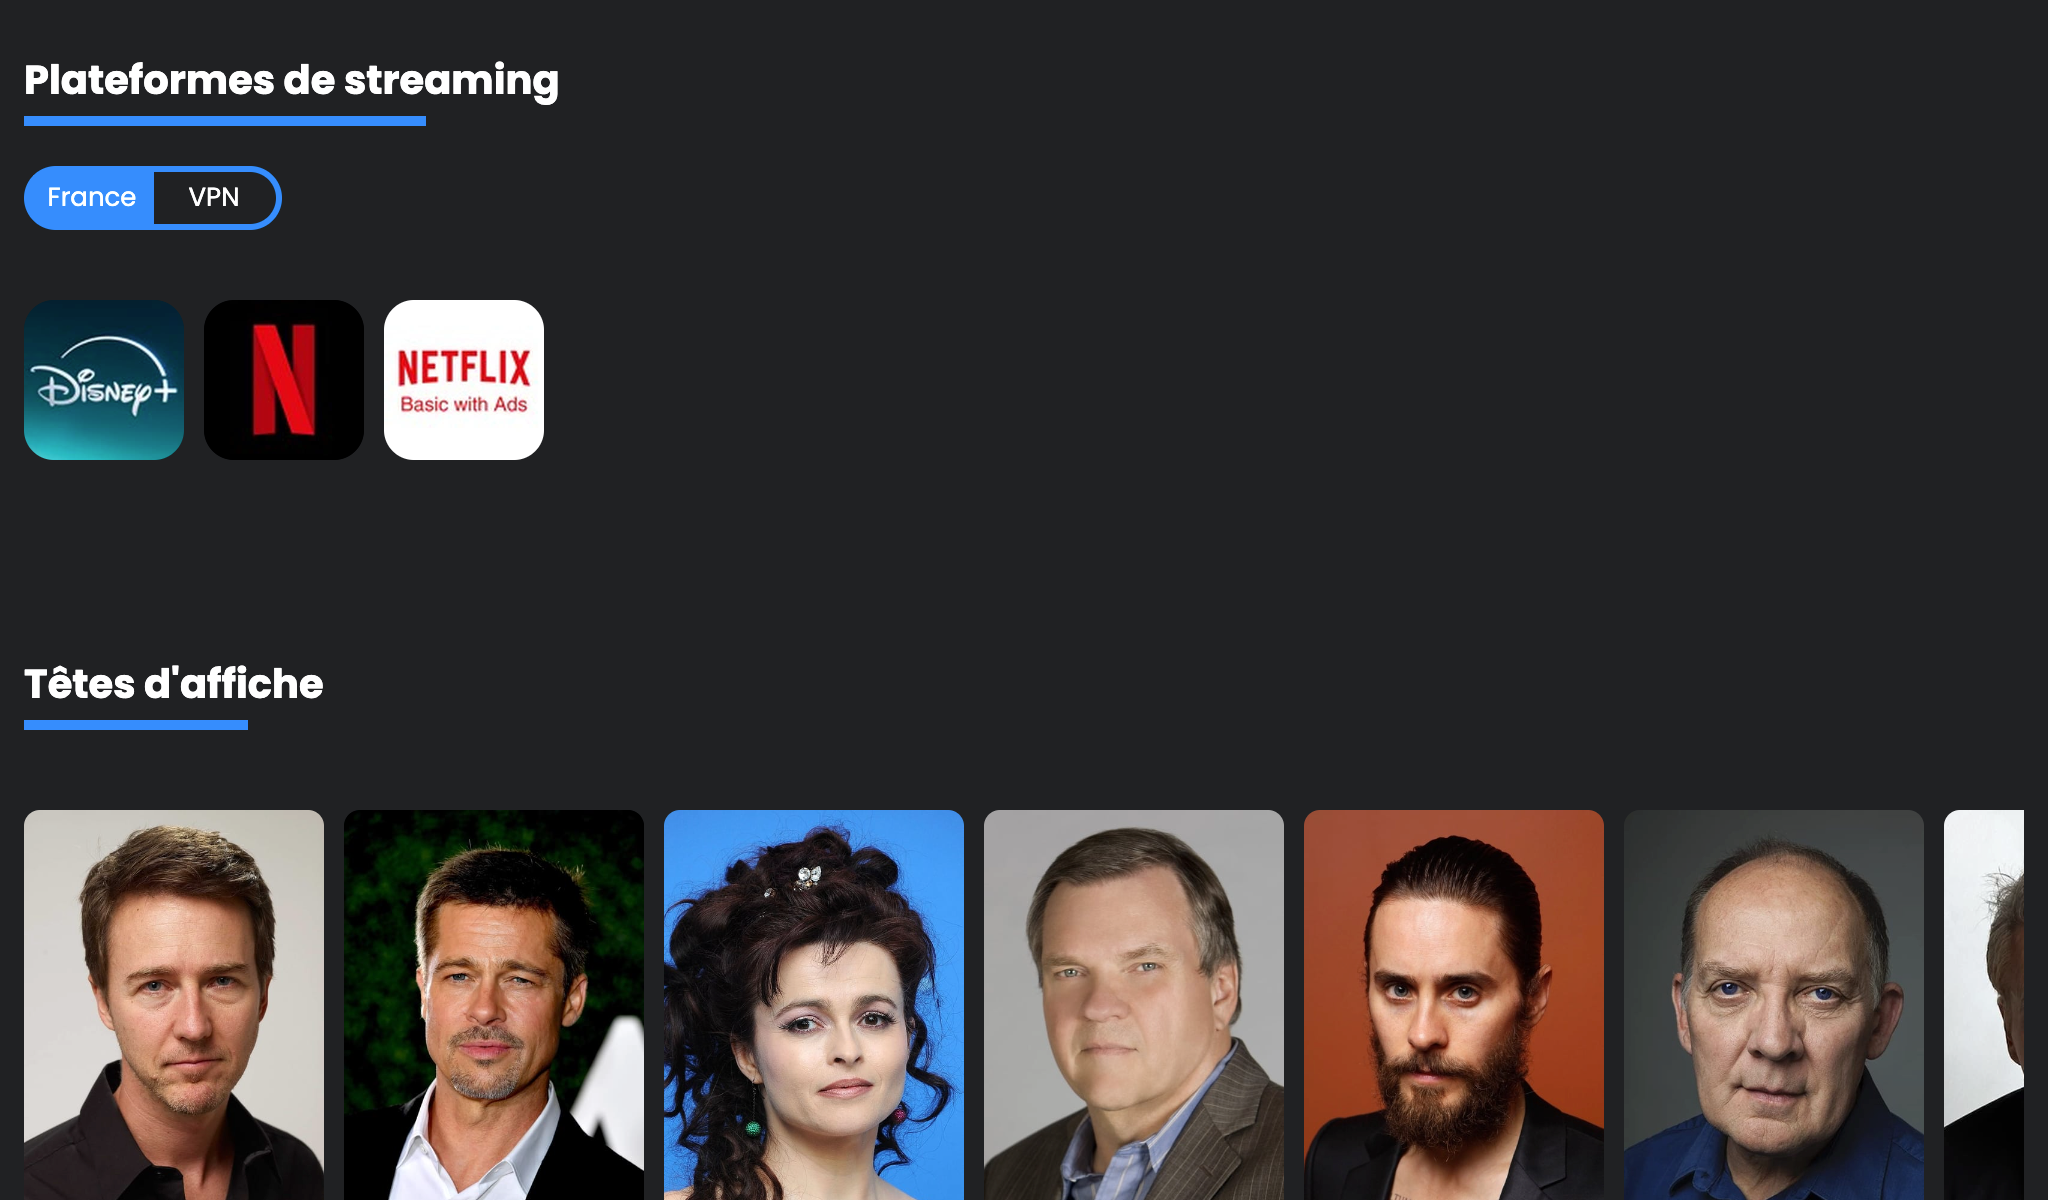 Plateformes de streaming
France VPN
Disney+ N NETFLIX
Basic with Ads
Têtes d'affiche